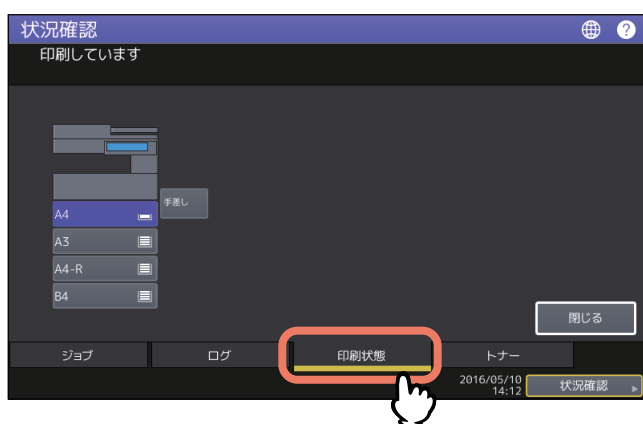 状況確認
?
印刷しています
手差し
A4
A3
A4-R
B4
閉じる
ジョブ
ログ
印刷状態
トナー
2016/05/10
14:12
状況確認